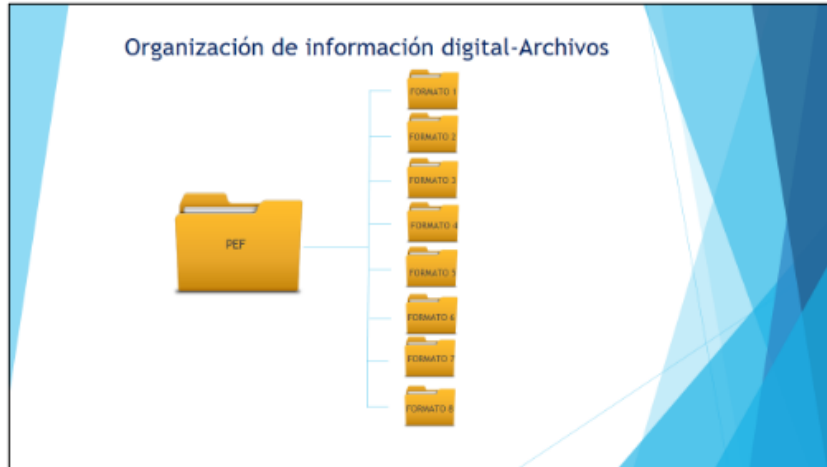 Organización de información digital-Archivos
FORMATO 1
FORMATO 2
FORMATO 3
FORMATO 4
PEF
FORMATO 5
FORMATO 6
FORMATO 7
FORMATO 8